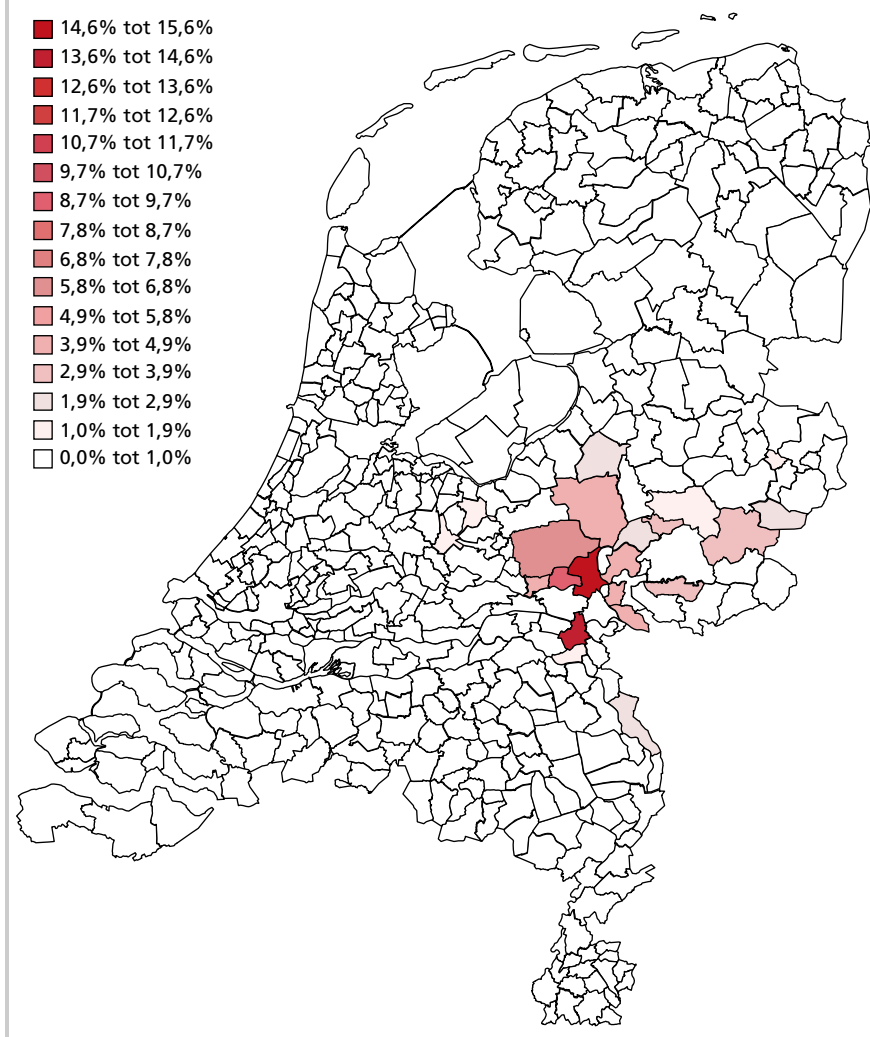 14,6% tot 15,6%
13,6% tot 14,6%
12,6% tot 13,6%
11,7% tot 12,6%
10,7% tot 11,7%
9,7% tot 10,7%
8,7% tot 9,7%
7,8% tot 8,7%
6,8% tot 7,8%
5,8% tot 6,8%
4,9% tot 5,8%
3,9% tot 4,9%
2,9% tot 3,9%
1,9% tot 2,9%
1,0% tot 1,9%
0,0% tot 1,0%